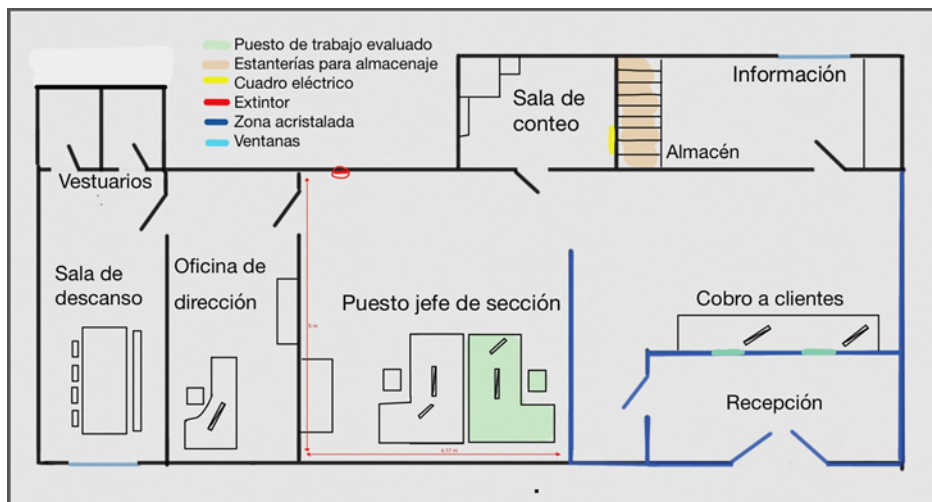 Puesto de trabajo evaluado
Estanterías para almacenaje
Cuadro eléctrico
Extintor
Zona acristalada
Ventanas
Sala de
conteo
Información
Almacén
Vestuarios
Sala de
descanso
Oficina de
dirección
Puesto jefe de sección
Cobro a clientes
Recepción
5 m
4,17 m